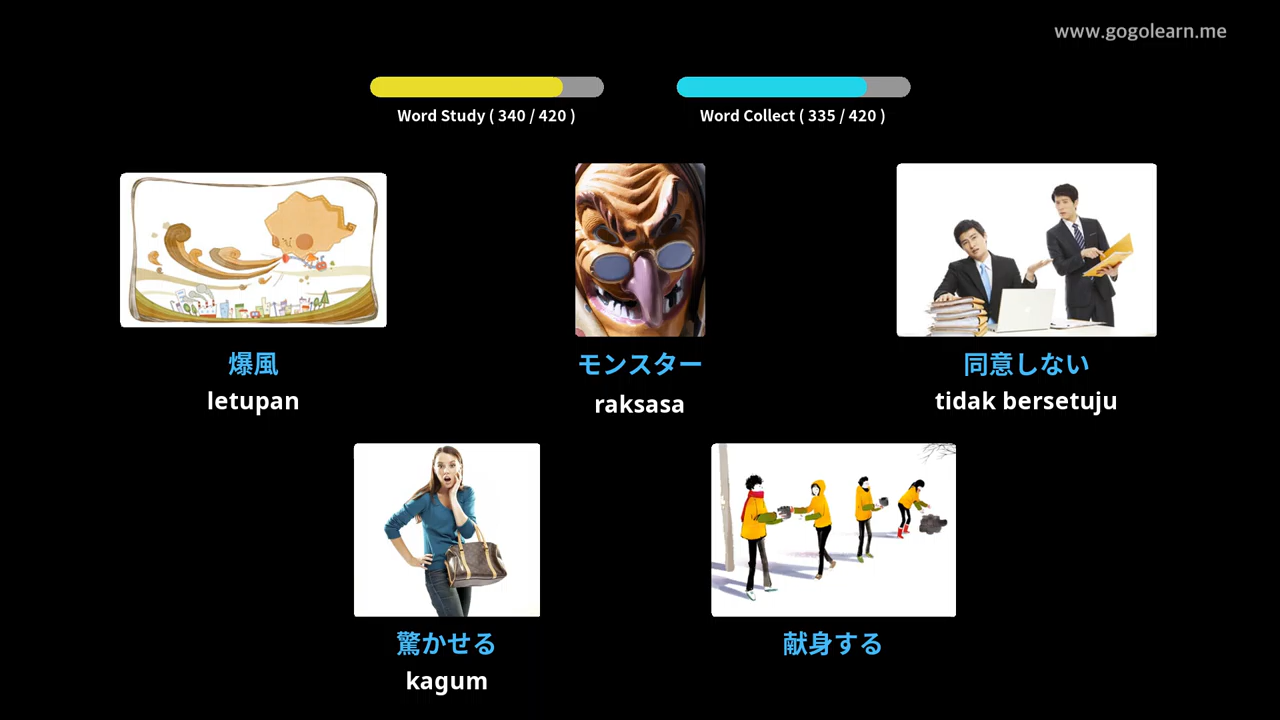 www.gogolearn.me
Word Study ( 340 / 420 )
Word Collect ( 335 / 420 )
爆風
letupan
モンスター
raksasa
同意しない
tidak bersetuju
驚かせる
kagum
献身する